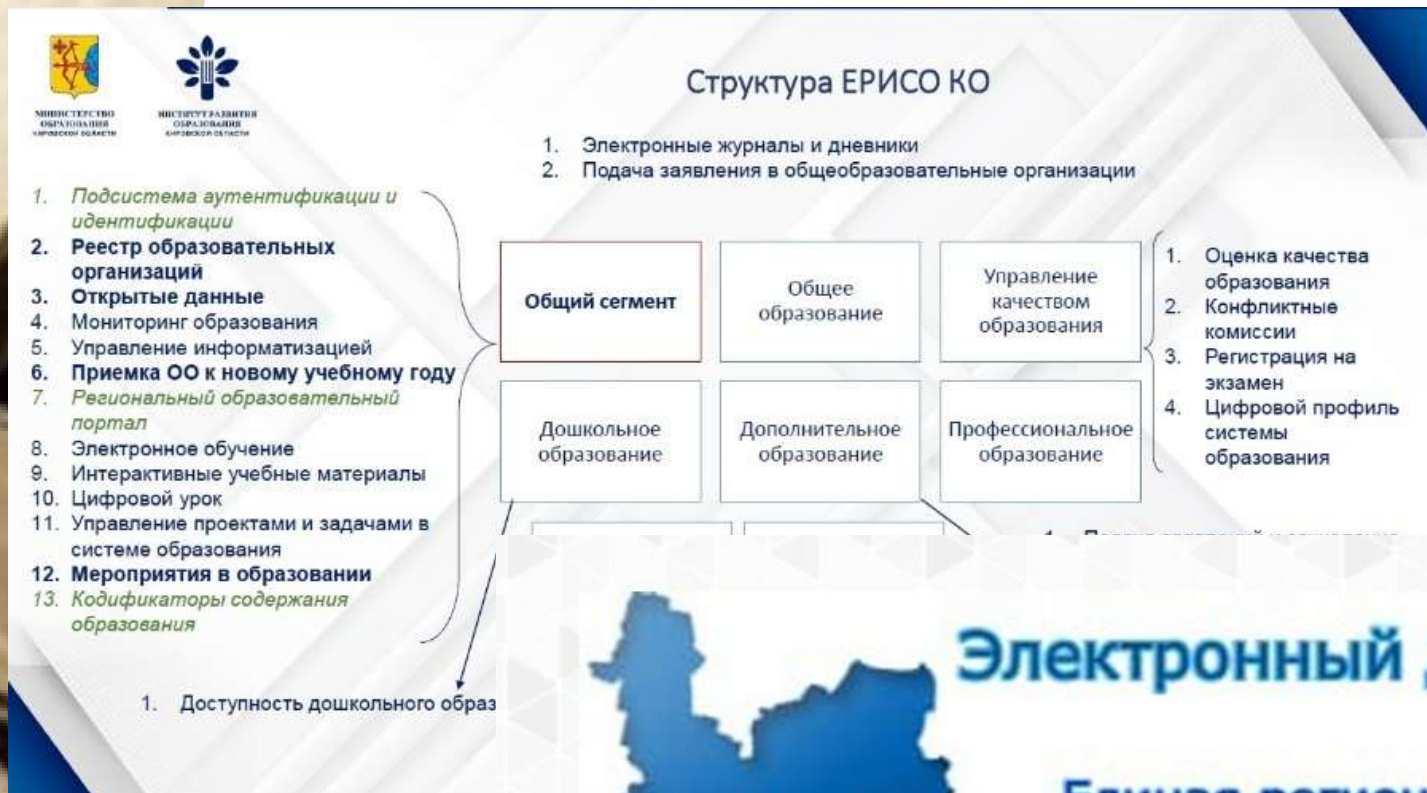 МИНИСТЕРСТВО
ОБРАЗОВАНИЯ
КИРОВСКОЙ ОБЛАСТИ
ИНСТИТУТ РАЗВИТИЯ
ОБРАЗОВАНИЯ
КИРОВСКОЙ ОБЛАСТИ
Структура ЕРИСО КО
1. Электронные журналы и дневники
2. Подача заявления в общеобразовательные организации
1. Подсистема аутентификации и
идентификации
2. Реестр образовательных
организаций
3. Открытые данные
4. Мониторинг образования
5. Управление информатизацией
6. Приемка ОО к новому учебному году
7. Региональный образовательный
портал
8. Электронное обучение
9. Интерактивные учебные материалы
10. Цифровой урок
11. Управление проектами и задачами в
системе образования
12. Мероприятия в образовании
13. Кодификаторы содержания
образования
Общий сегмент
Общее
образование
Управление
качеством
образования
Дошкольное
образование
Дополнительное
образование
Профессиональное
образование
1. Оценка качества
образования
2. Конфликтные
комиссии
3. Регистрация на
экзамен
4. Цифровой профиль
системы
образования
1. Доступность дошкольного образ
Электронный